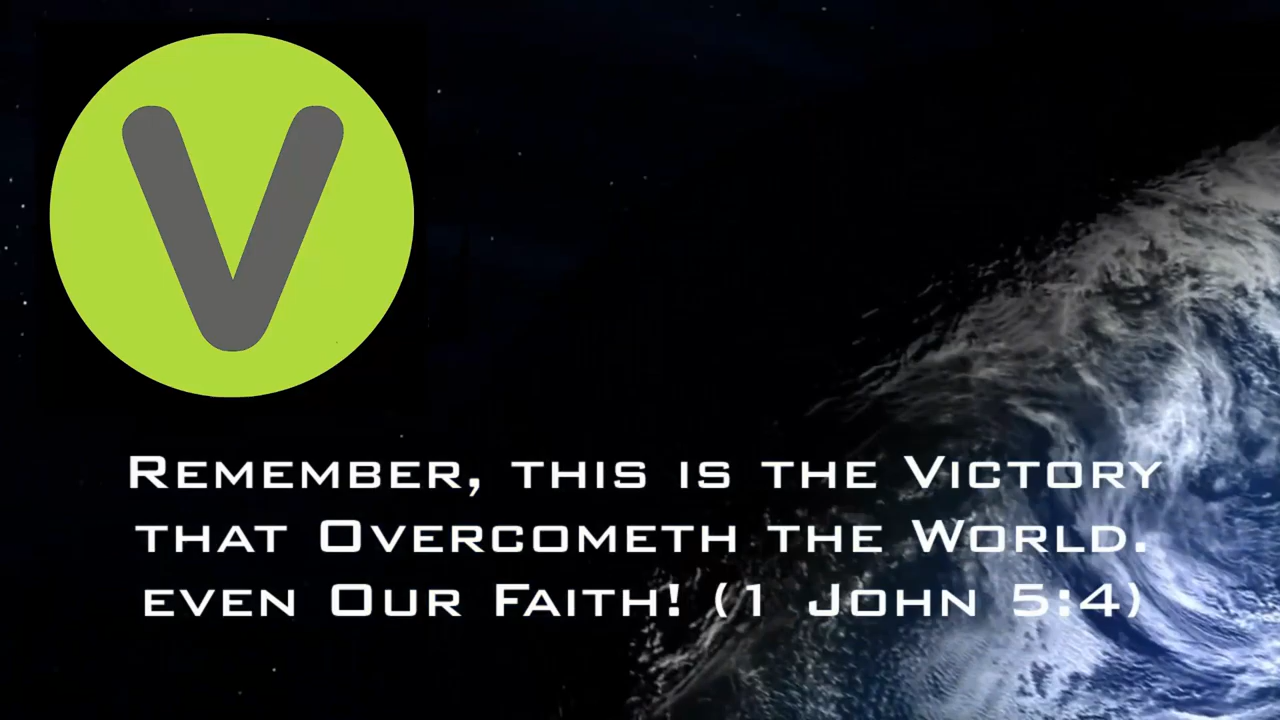 V
Remember, this is the Victory
that Overcometh the World.
even Our Faith! (1 John 5:4)